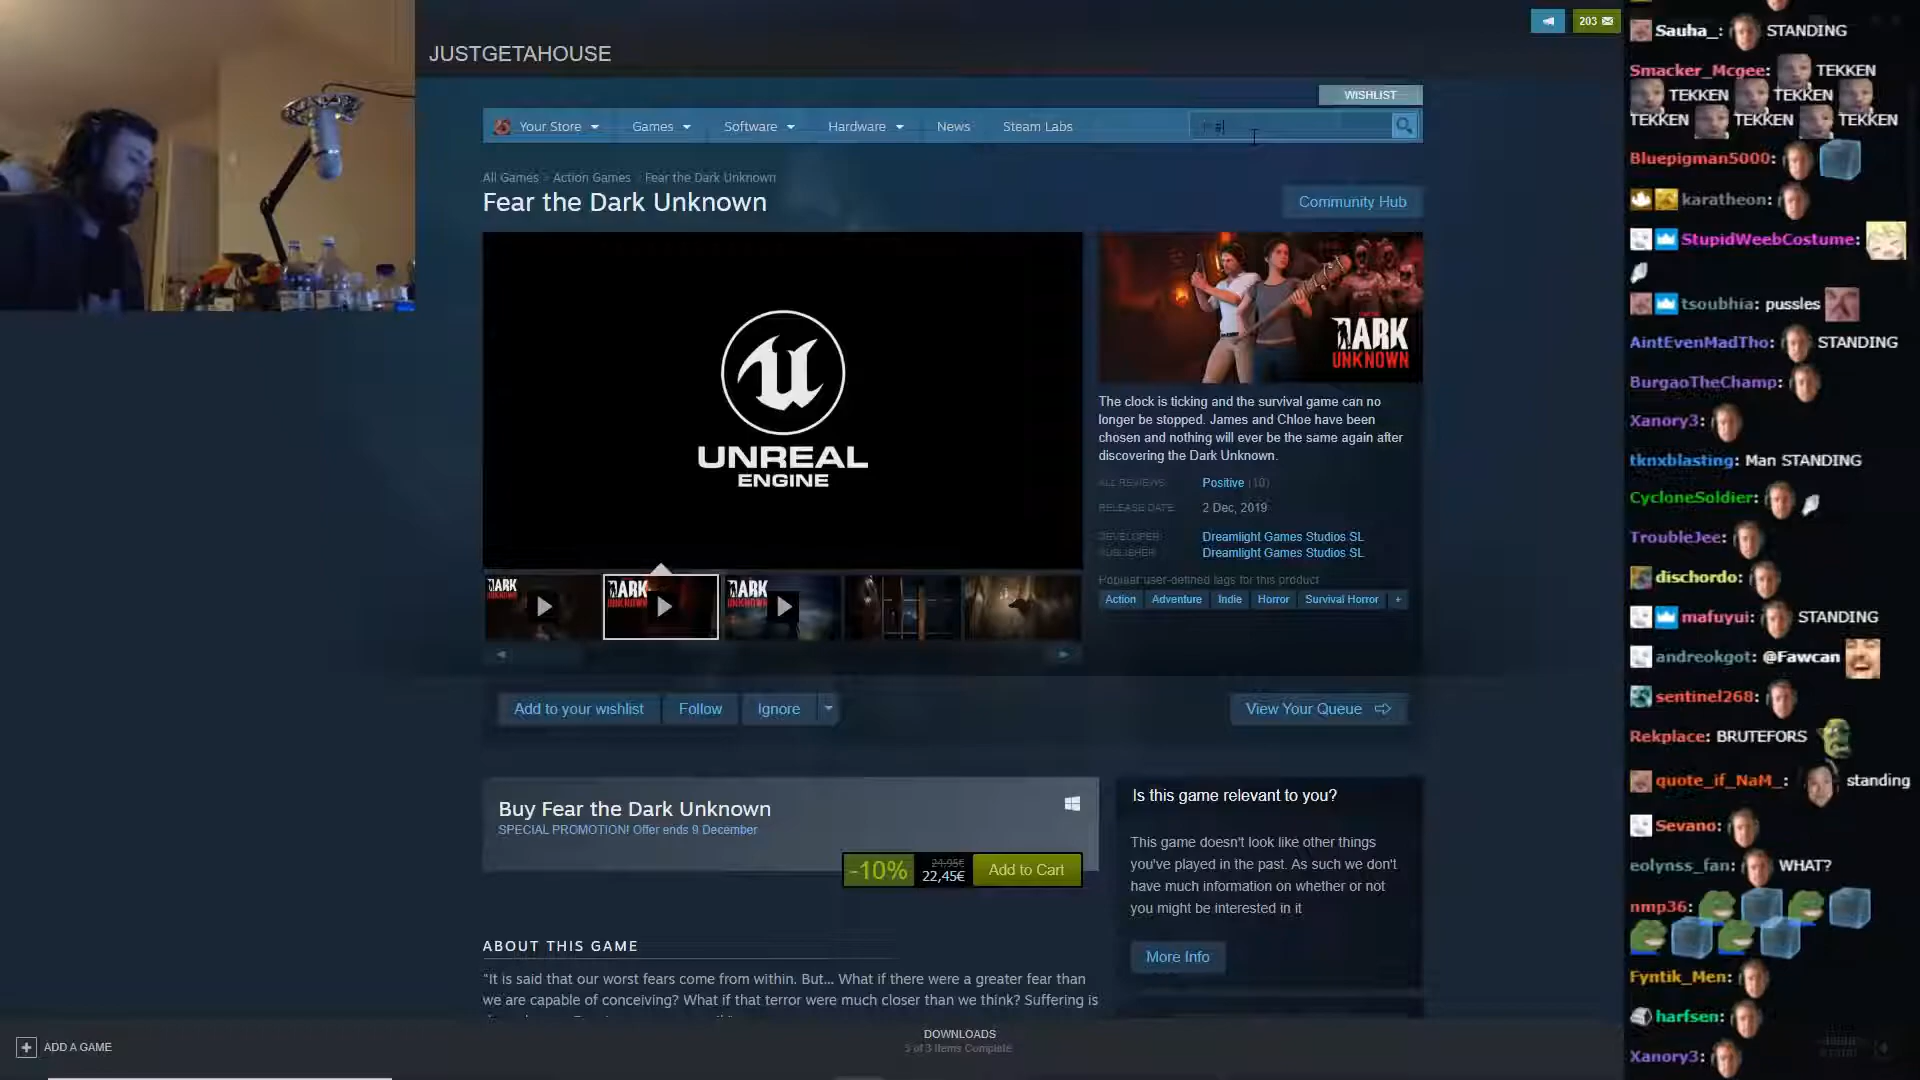 203
JUSTGETAHOUSE
WISHLIST
Your Store
Games
Software
Hardware
News
Steam Labs
All Games
Action Games
Fear the Dark Unknown
Fear the Dark Unknown
Community Hub
UNREAL
ENGINE
DARK
UNKNOWN
The clock is ticking and the survival game can no
longer be stopped. James and Chloe have been
chosen and nothing will ever be the same again after
discovering the Dark Unknown.
ALL REVIEWS: Positive (10)
RELEASE DATE: 2 Dec, 2019
DEVELOPER: Dreamlight Games Studios SL
PUBLISHER: Dreamlight Games Studios SL
Popular user-defined tags for this product
Action Adventure Indie Horror Survival Horror +
DARK UNKNOWN
DARK UNKNOWN
DARK UNKNOWN
Add to your wishlist
Follow
Ignore
View Your Queue
Buy Fear the Dark Unknown
SPECIAL PROMOTION! Offer ends 9 December
-10%
24,95€
22,45€
Add to Cart
Is this game relevant to you?
This game doesn't look like other things
you've played in the past. As such we don't
have much information on whether or not
you might be interested in it
More Info
ABOUT THIS GAME
"It is said that our worst fears come from within. But... What if there were a greater fear than
we are capable of conceiving? What if that terror were much closer than we think? Suffering is
+ ADD A GAME
DOWNLOADS
5 of 3 Items Complete
Sauha_: STANDING
Smacker_Mcgee: TEKKEN
TEKKEN TEKKEN
TEKKEN TEKKEN TEKKEN
Bluepigman5000:
karatheon:
StupidWeebCostume:
tsoubhia: pussles
AintEvenMadTho: STANDING
BurgaoTheChamp:
Xanory3:
tknxblasting: Man STANDING
CycloneSoldier:
TroubleJee:
dischordo:
mafuyui: STANDING
andreokgot: @Fawcan
sentinel268:
Rekplace: BRUTEFORS
quote_if_NaM_: standing
Sevano:
eolynss_fan: WHAT?
nmp36:
Fyntik_Men:
harfsen:
Xanory3: